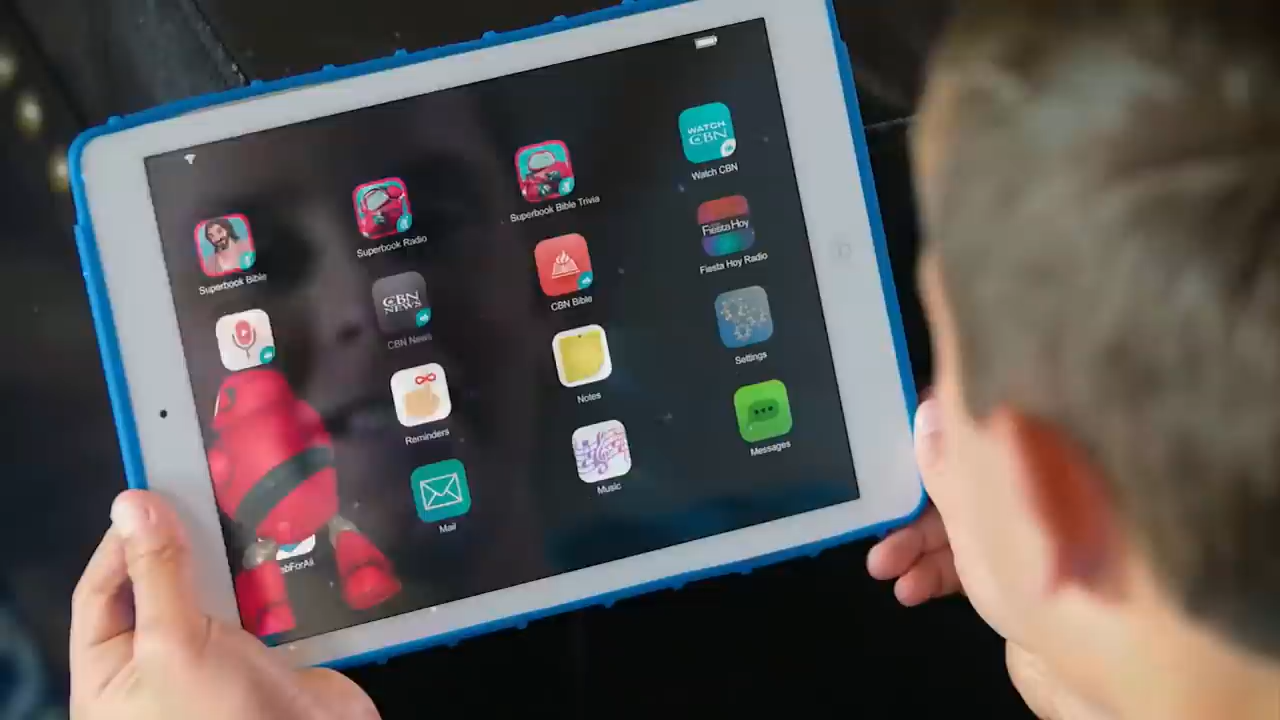 WATCH
CBN
Superbook Bible
Superbook Radio
Superbook Bible Trivia
Watch CBN
CBN
NEWS
Fiesta Hoy
CBN News
CBN Bible
Fiesta Hoy Radio
Reminders
Notes
Settings
Mail
Music
Messages
bForAll